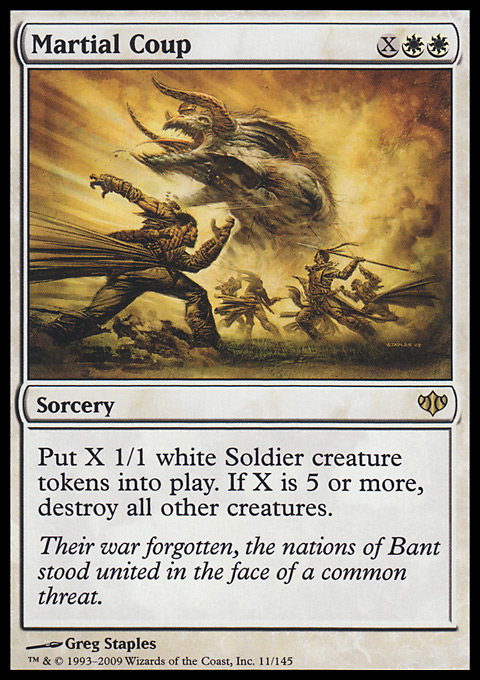 Martial Coup
X
STAPLES 08
Sorcery
Put X 1/1 white Soldier creature
tokens into play. If X is 5 or more,
destroy all other creatures.
Their war forgotten, the nations of Bant
stood united in the face of a common
threat.
Greg Staples
™ & © 1993–2009 Wizards of the Coast, Inc. 11/145